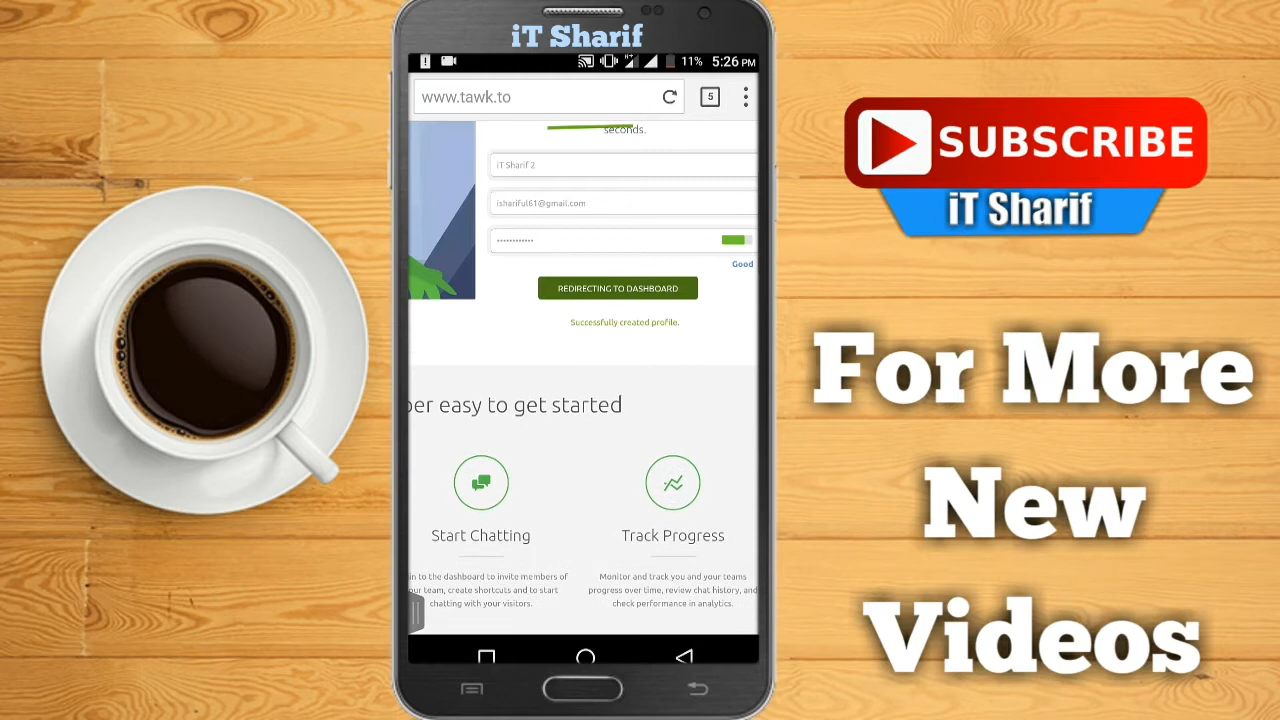 iT Sharif
11% 5:26 PM
www.tawk.to
5
seconds.
iT Sharif 2
ishariful61@gmail.com
Good
REDIRECTING TO DASHBOARD
Successfully created profile.
per easy to get started
Start Chatting
Track Progress
in to the dashboard to invite members of
our team, create shortcuts and to start
chatting with your visitors.
Monitor and track you and your teams
progress over time, review chat history, and
check performance in analytics.
SUBSCRIBE
iT Sharif
For More
New
Videos